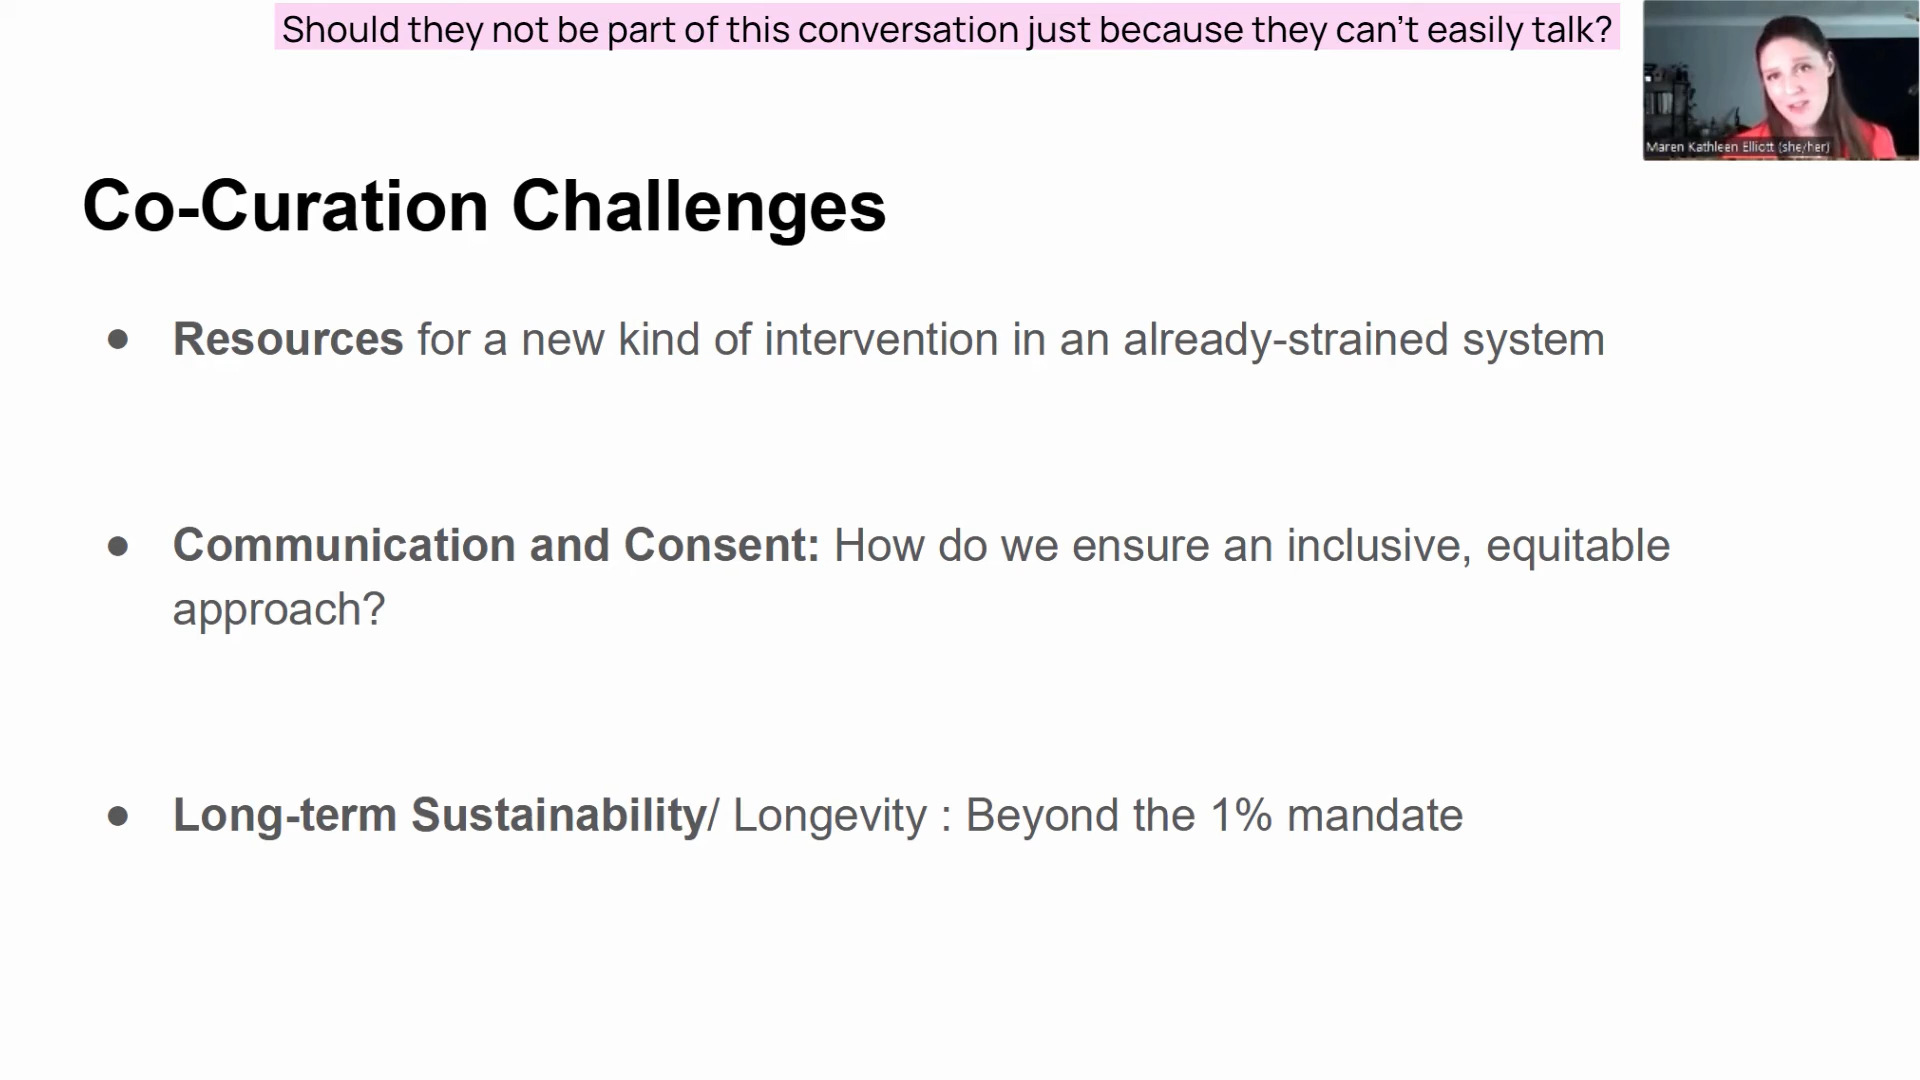 Should they not be part of this conversation just because they can't easily talk?
Maren Kathleen Elliott (she/her)
Co-Curation Challenges
● Resources for a new kind of intervention in an already-strained system
● Communication and Consent: How do we ensure an inclusive, equitable
approach?
● Long-term Sustainability/ Longevity : Beyond the 1% mandate